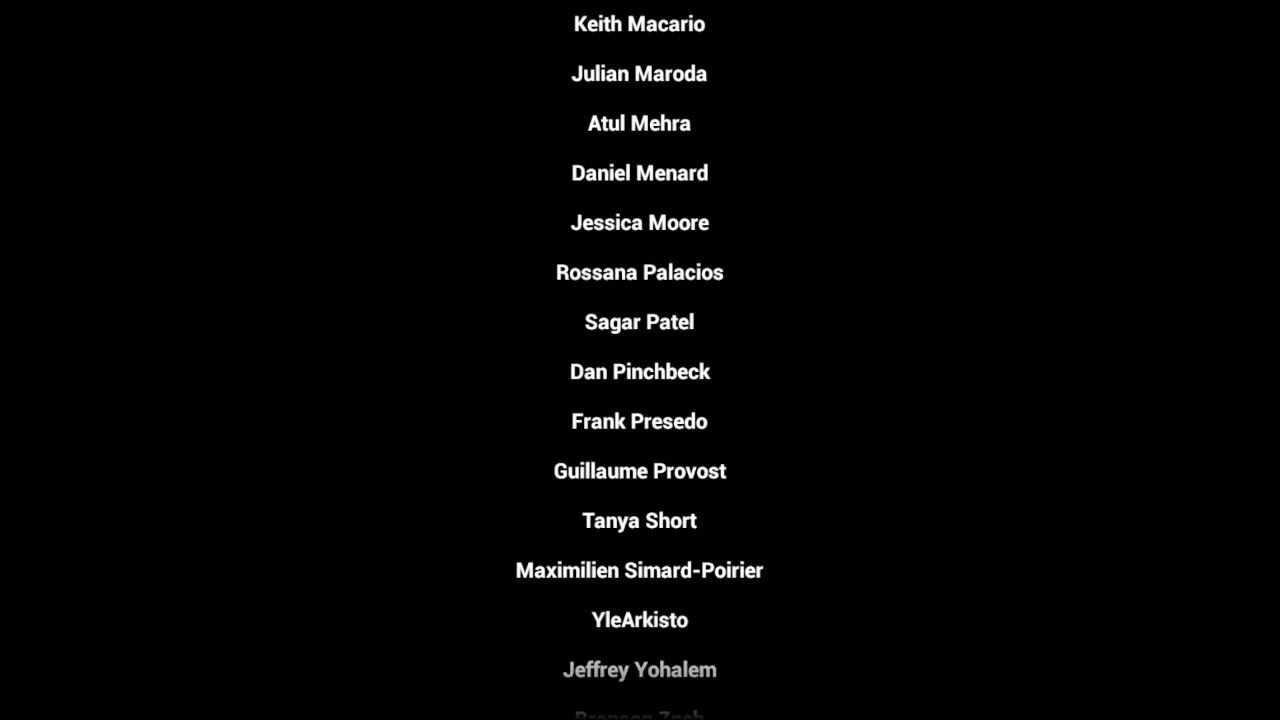 Keith Macario
Julian Maroda
Atul Mehra
Daniel Menard
Jessica Moore
Rossana Palacios
Sagar Patel
Dan Pinchbeck
Frank Presedo
Guillaume Provost
Tanya Short
Maximilien Simard-Poirier
YleArkisto
Jeffrey Yohalem